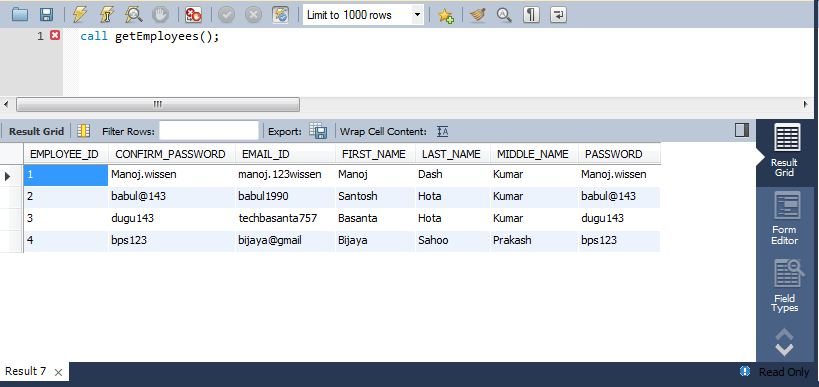 Limit to 1000 rows
1 call getEmployees();
Result Grid Filter Rows: Export: Wrap Cell Content: IA
EMPLOYEE_ID CONFIRM_PASSWORD EMAIL_ID FIRST_NAME LAST_NAME MIDDLE_NAME PASSWORD
1 Manoj.wissen manoj.123wissen Manoj Dash Kumar Manoj.wissen
2 babul@143 babul1990 Santosh Hota Kumar babul@143
3 dugu143 techbasanta757 Basanta Hota Kumar dugu143
4 bps123 bijaya@gmail Bijaya Sahoo Prakash bps123
Result
Grid
Form
Editor
Field
Types
Result 7 Read Only